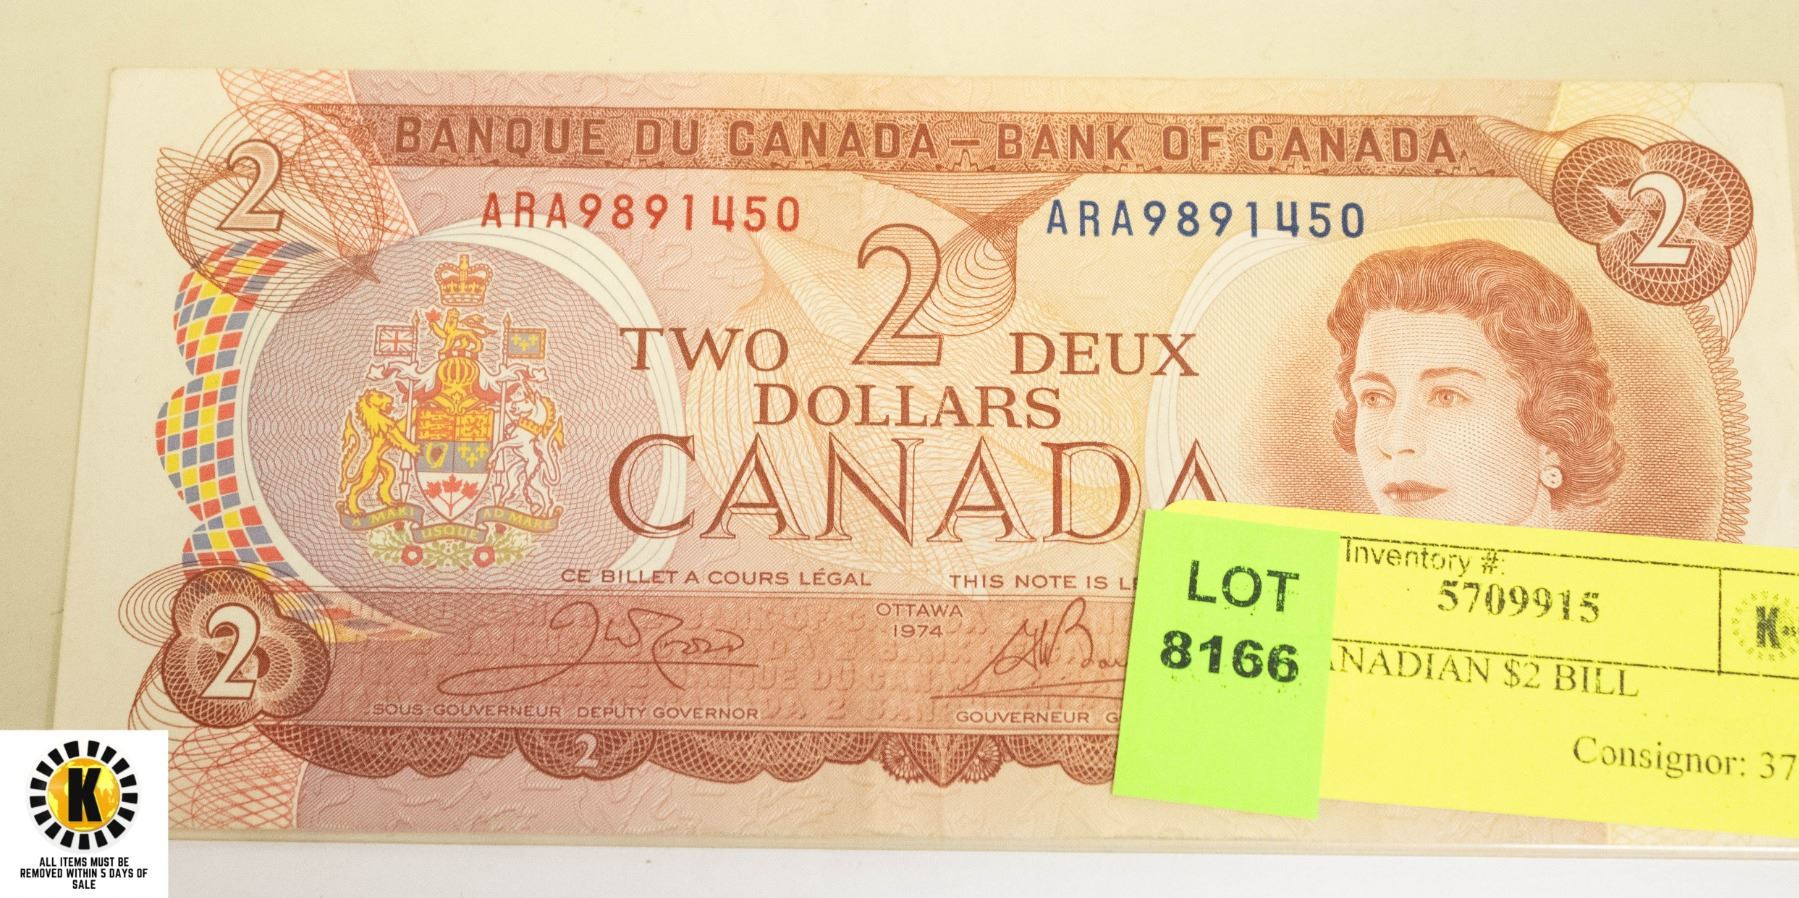 BANQUE DU CANADA – BANK OF CANADA
2
2
ARA9891450
ARA9891450
2
TWO DEUX
DOLLARS
CANADA
A MARI USQUE AD MARE
CE BILLET A COURS LÉGAL
THIS NOTE IS
OTTAWA
1974
2
SOUS-GOUVERNEUR DEPUTY GOVERNOR
GOUVERNEUR
2
LOT
8166
Inventory #:
5709915
K
NADIAN $2 BILL
Consignor: 37
K
ALL ITEMS MUST BE
REMOVED WITHIN 5 DAYS OF
SALE